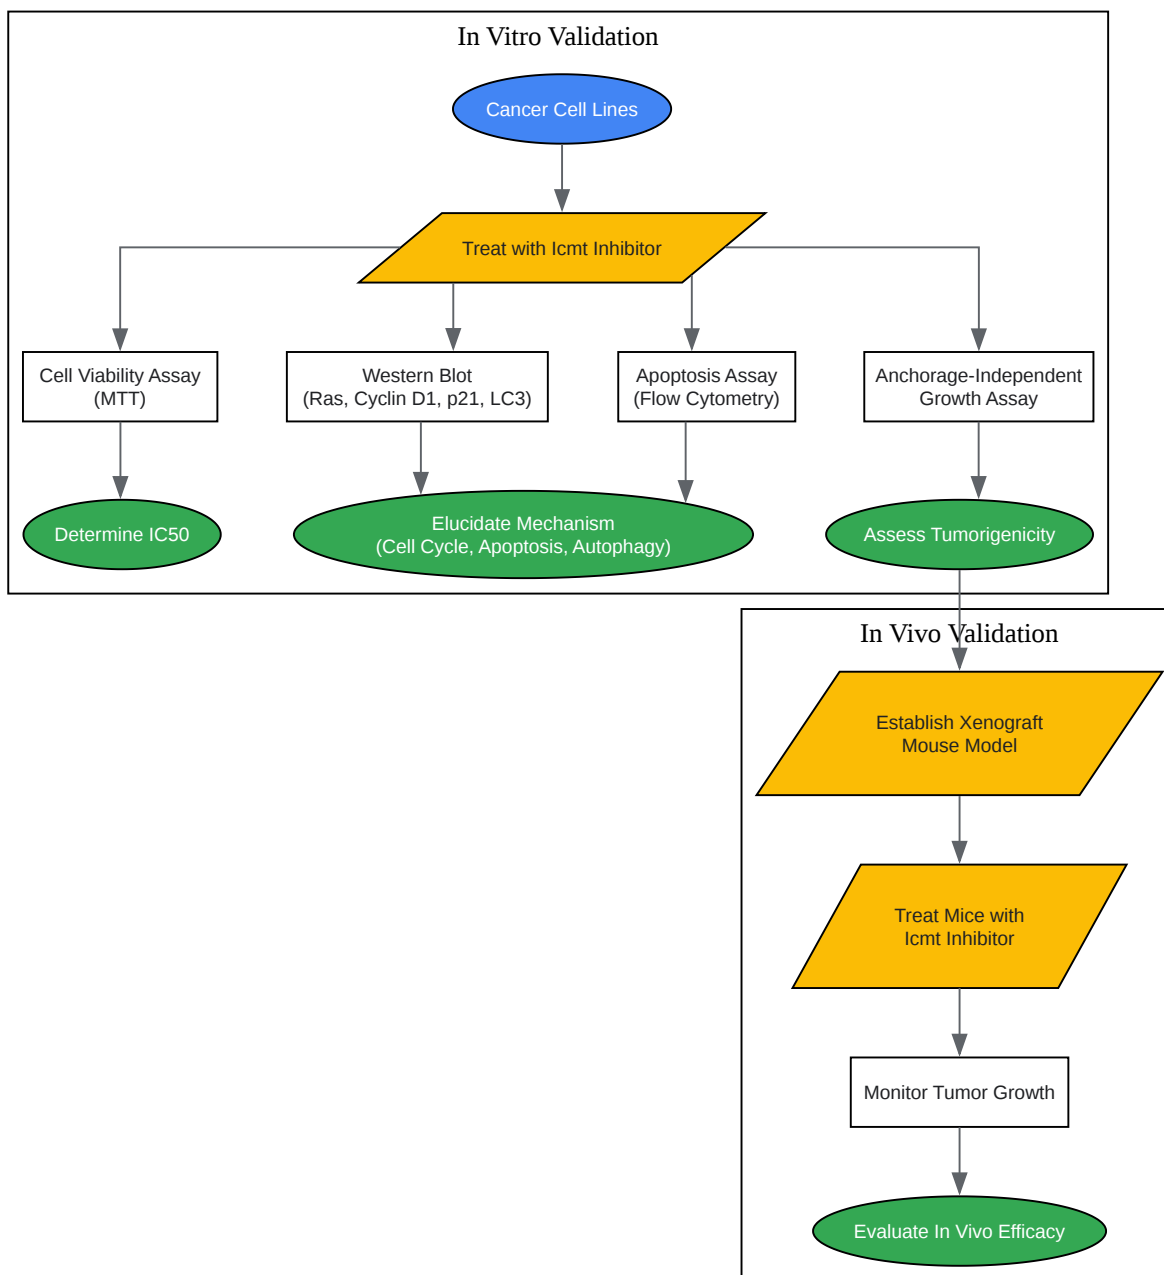 In Vitro Validation
Cancer Cell Lines
Treat with Icmt Inhibitor
Cell Viability Assay
(MTT)
Western Blot
(Ras, Cyclin D1, p21, LC3)
Apoptosis Assay
(Flow Cytometry)
Anchorage-Independent
Growth Assay
Determine IC50
Elucidate Mechanism
(Cell Cycle, Apoptosis, Autophagy)
Assess Tumorigenicity
In Vivo Validation
Establish Xenograft
Mouse Model
Treat Mice with
Icmt Inhibitor
Monitor Tumor Growth
Evaluate In Vivo Efficacy